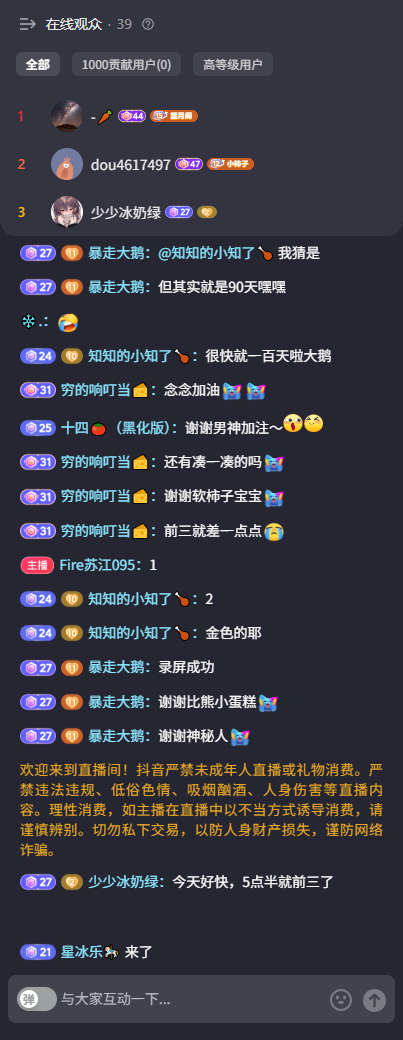 在线观众 · 39
全部 1000贡献用户(0) 高等级用户
1 -🥕 44 15 望月阁
2 dou4617497 47 12 小柿子
3 少少冰奶绿 27 2
27 11 暴走大鹅：@知知的小知了🍗 我猜是
27 11 暴走大鹅：但其实就是90天嘿嘿
❄.：🤣
24 10 知知的小知了🍗：很快就一百天啦大鹅
31 穷的响叮当🧀：念念加油
25 十四🍅（黑化版）：谢谢男神加注～
31 穷的响叮当🧀：还有凑一凑的吗
31 穷的响叮当🧀：谢谢软柿子宝宝
31 穷的响叮当🧀：前三就差一点点😭
主播 Fire苏江095：1
24 10 知知的小知了🍗：2
24 10 知知的小知了🍗：金色的耶
27 11 暴走大鹅：录屏成功
27 11 暴走大鹅：谢谢比熊小蛋糕
27 11 暴走大鹅：谢谢神秘人
欢迎来到直播间！抖音严禁未成年人直播或礼物消费。严
禁违法违规、低俗色情、吸烟酗酒、人身伤害等直播内
容。理性消费，如主播在直播中以不当方式诱导消费，请
谨慎辨别。切勿私下交易，以防人身财产损失，谨防网络
诈骗。
27 2 少少冰奶绿：今天好快，5点半就前三了
21 星冰乐🎠 来了
弹 与大家互动一下...